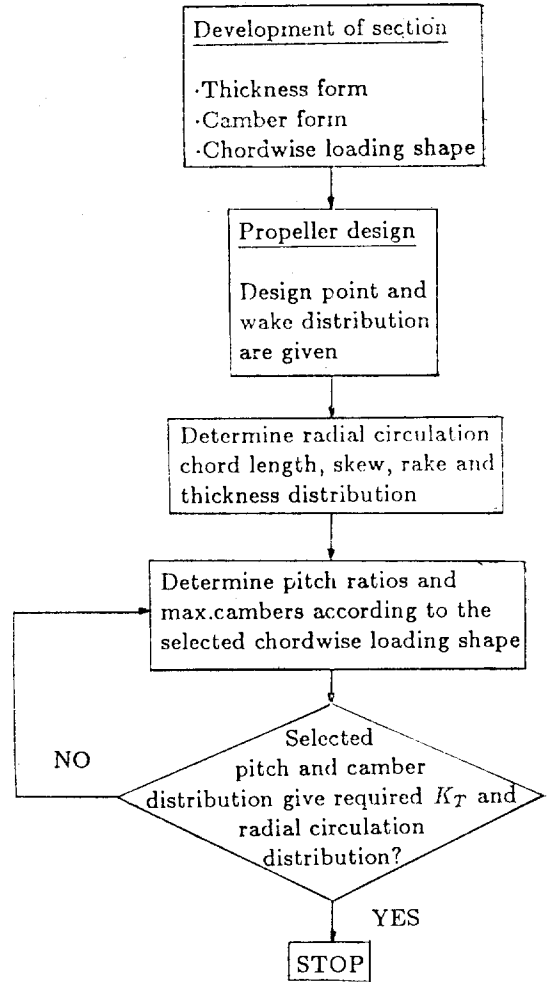 Development of section
·Thickness form
·Camber form
·Chordwise loading shape
Propeller design
Design point and
wake distribution
are given
Determine radial circulation
chord length, skew, rake and
thickness distribution
Determine pitch ratios and
max.cambers according to the
selected chordwise loading shape
Selected
pitch and camber
distribution give required K_T and
radial circulation
distribution?
NO
YES
STOP